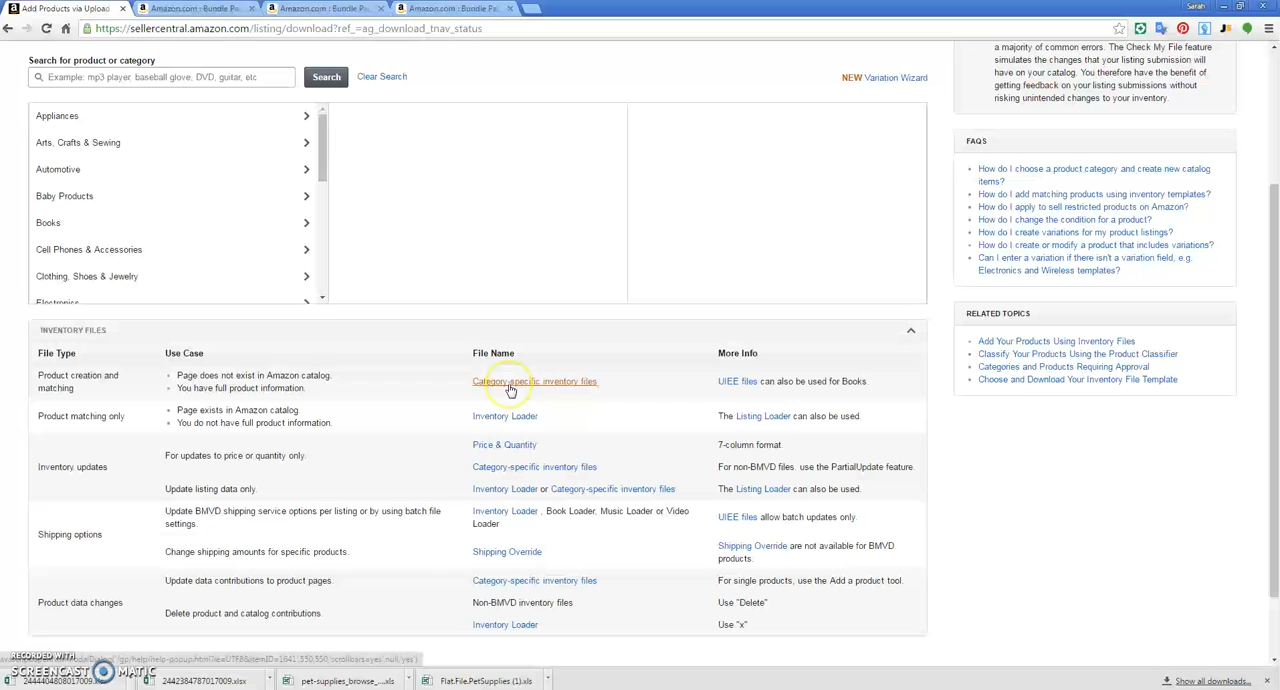 Add Products via Upload
Amazon.com : Bundle Pa
Amazon.com : Bundle Pa
Amazon.com : Bundle Pa
Sarah
https://sellercentral.amazon.com/listing/download?ref_=ag_download_tnav_status
Search for product or category
Example: mp3 player, baseball glove, DVD, guitar, etc
Search
Clear Search
NEW Variation Wizard
Appliances
Arts, Crafts & Sewing
Automotive
Baby Products
Books
Cell Phones & Accessories
Clothing, Shoes & Jewelry
Electronics
a majority of common errors. The Check My File feature
simulates the changes that your listing submission will
have on your catalog. You therefore have the benefit of
getting feedback on your listing submissions without
risking unintended changes to your inventory.
FAQS
How do I choose a product category and create new catalog
items?
How do I add matching products using inventory templates?
How do I apply to sell restricted products on Amazon?
How do I change the condition for a product?
How do I create variations for my product listings?
How do I create or modify a product that includes variations?
Can I enter a variation if there isn't a variation field, e.g.
Electronics and Wireless templates?
RELATED TOPICS
Add Your Products Using Inventory Files
Classify Your Products Using the Product Classifier
Categories and Products Requiring Approval
Choose and Download Your Inventory File Template
INVENTORY FILES
File Type Use Case File Name More Info
Product creation and
matching
Page does not exist in Amazon catalog.
You have full product information.
Category-specific inventory files
UIEE files can also be used for Books.
Product matching only
Page exists in Amazon catalog.
You do not have full product information.
Inventory Loader
The Listing Loader can also be used.
Inventory updates
For updates to price or quantity only.
Price & Quantity
7-column format.
Category-specific inventory files
For non-BMVD files. use the PartialUpdate feature.
Update listing data only.
Inventory Loader or Category-specific inventory files
The Listing Loader can also be used.
Shipping options
Update BMVD shipping service options per listing or by using batch file
settings.
Inventory Loader , Book Loader, Music Loader or Video
Loader
UIEE files allow batch updates only.
Change shipping amounts for specific products.
Shipping Override
Shipping Override are not available for BMVD
products.
Product data changes
Update data contributions to product pages.
Category-specific inventory files
For single products, use the Add a product tool.
Delete product and catalog contributions.
Non-BMVD inventory files
Use "Delete"
Inventory Loader
Use "x"
RECORDED WITH
SCREENCAST MATIC
2442384787017009.xlsx
pet-supplies_browse_....xls
Flat.File.PetSupplies (1).xls
Show all downloads...